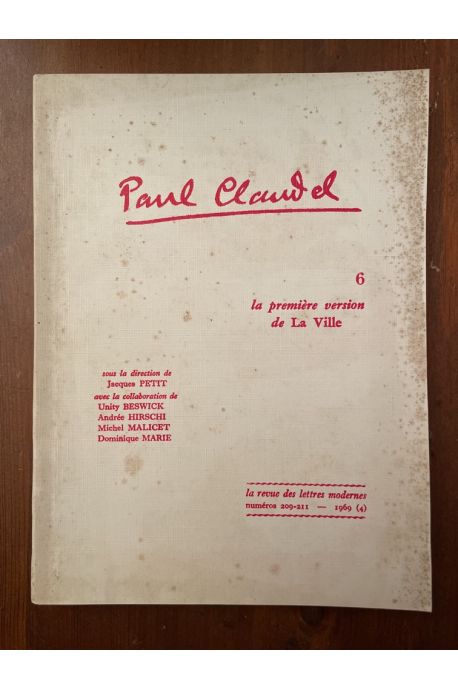 Paul Claudel
6
la première version
de La Ville
sous la direction de
Jacques PETIT
avec la collaboration de
Unity BESWICK
Andrée HIRSCHI
Michel MALICET
Dominique MARIE
la revue des lettres modernes
numéros 209-211 — 1969 (4)